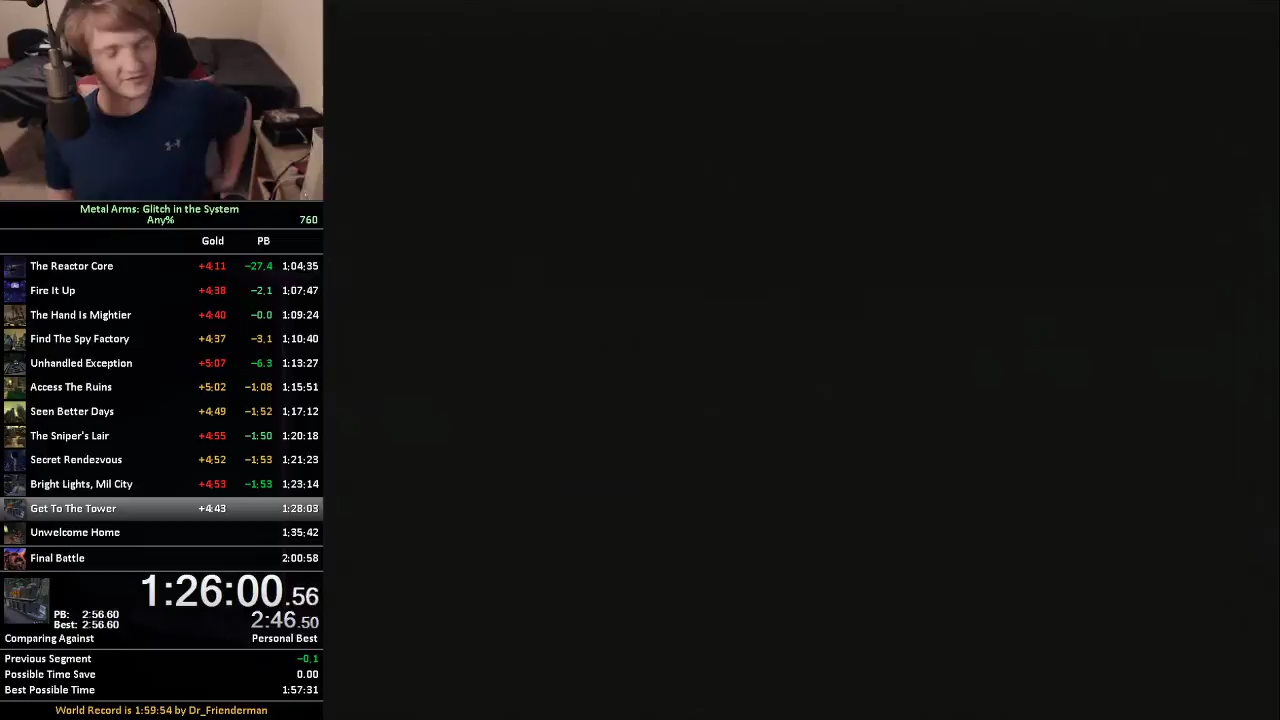 Metal Arms: Glitch in the System
Any% 760
Gold PB
The Reactor Core +4:11 −27.4 1:04:35
Fire It Up +4:38 −2.1 1:07:47
The Hand Is Mightier +4:40 −0.0 1:09:24
Find The Spy Factory +4:37 −3.1 1:10:40
Unhandled Exception +5:07 −6.3 1:13:27
Access The Ruins +5:02 −1:08 1:15:51
Seen Better Days +4:49 −1:52 1:17:12
The Sniper's Lair +4:55 −1:50 1:20:18
Secret Rendezvous +4:52 −1:53 1:21:23
Bright Lights, Mil City +4:53 −1:53 1:23:14
Get To The Tower +4:43 1:28:03
Unwelcome Home 1:35:42
Final Battle 2:00:58
1:26:00.56
PB: 2:56.60 2:46.50
Best: 2:56.60
Comparing Against Personal Best
Previous Segment −0.1
Possible Time Save 0.00
Best Possible Time 1:57:31
World Record is 1:59:54 by Dr_Frienderman